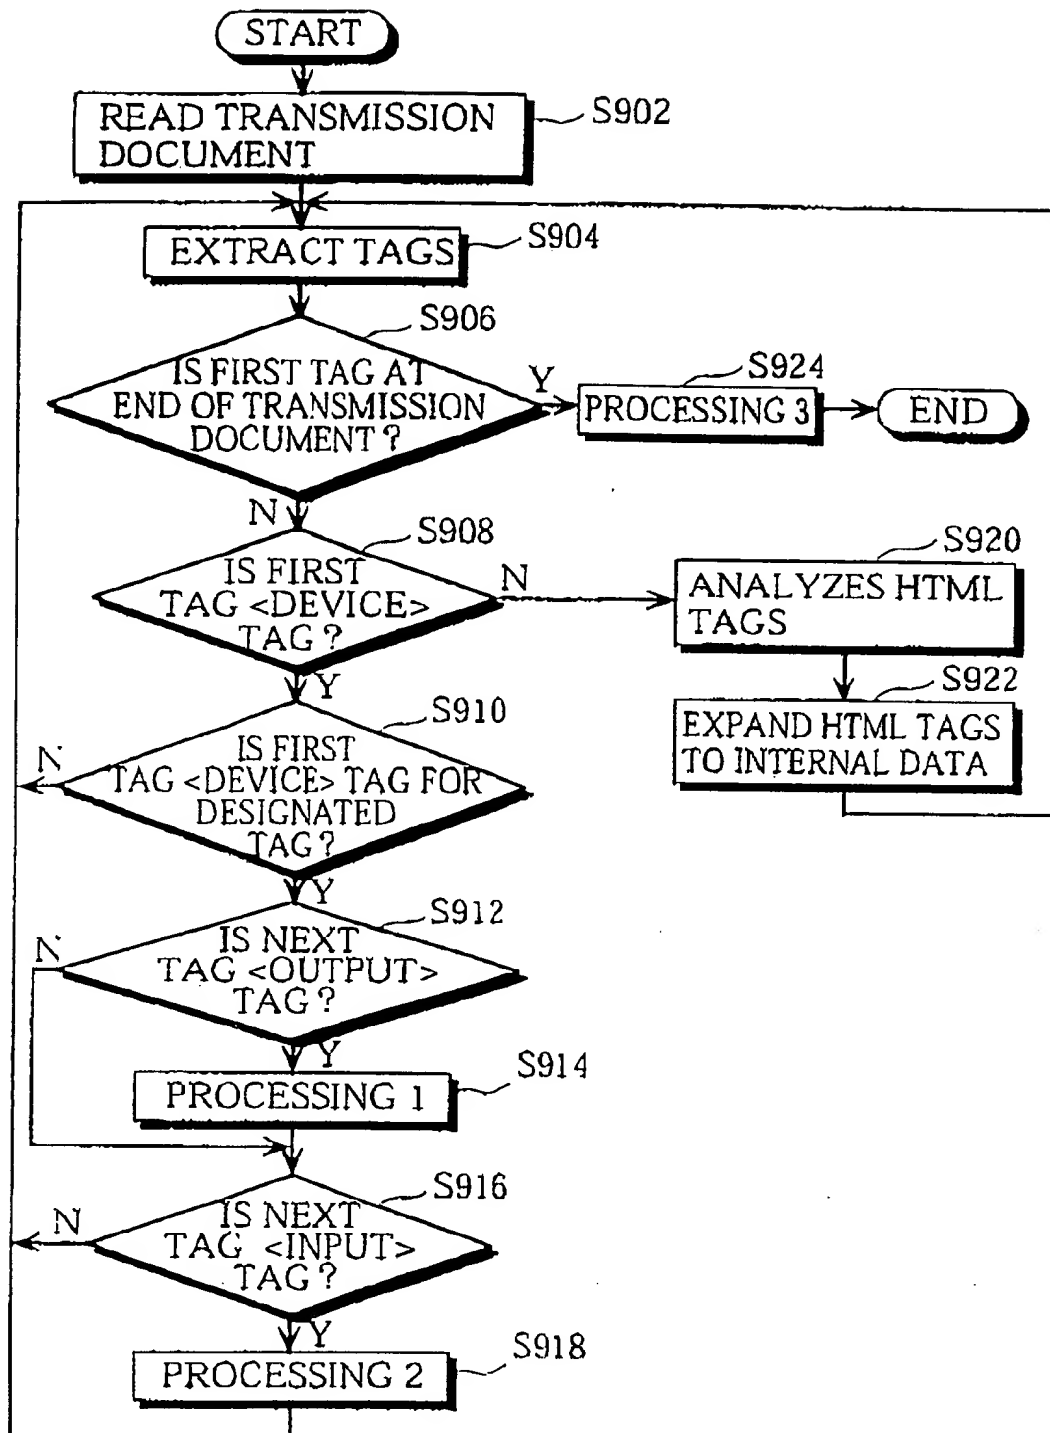 START
READ TRANSMISSION
DOCUMENT
S902
EXTRACT TAGS
S904
S906
IS FIRST TAG AT
END OF TRANSMISSION
DOCUMENT?
Y
S924
PROCESSING 3
END
N
S908
IS FIRST
TAG <DEVICE>
TAG?
N
S920
ANALYZES HTML
TAGS
Y
S922
EXPAND HTML TAGS
TO INTERNAL DATA
S910
IS FIRST
TAG <DEVICE> TAG FOR
DESIGNATED
TAG?
N
Y
S912
IS NEXT
TAG <OUTPUT>
TAG?
N
Y
S914
PROCESSING 1
S916
IS NEXT
TAG <INPUT>
TAG?
N
Y
S918
PROCESSING 2